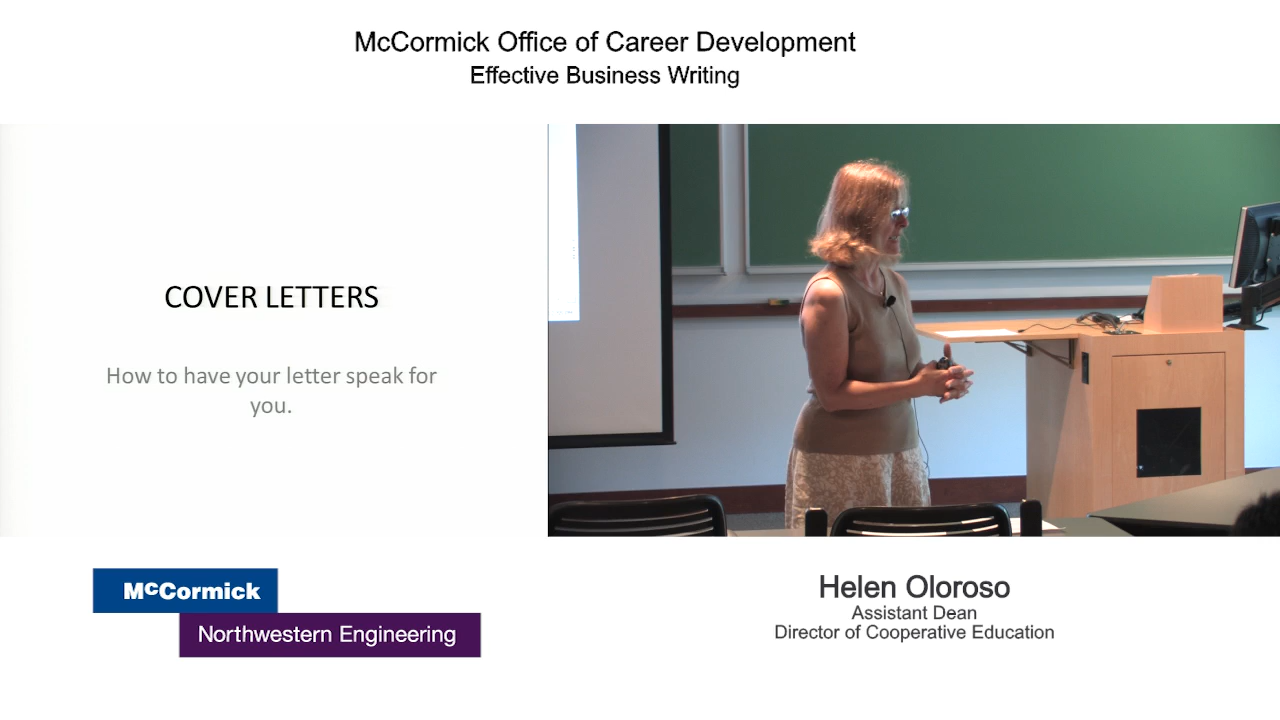 McCormick Office of Career Development
Effective Business Writing
COVER LETTERS
How to have your letter speak for
you.
McCormick
Northwestern Engineering
Helen Oloroso
Assistant Dean
Director of Cooperative Education